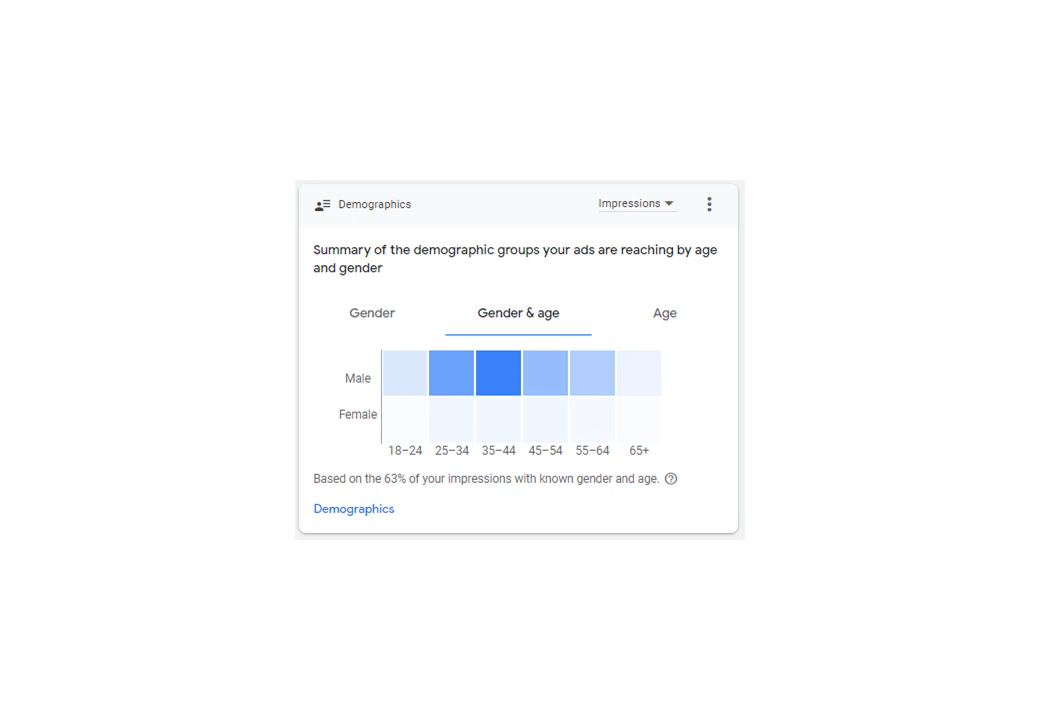 Demographics
Impressions
Summary of the demographic groups your ads are reaching by age
and gender
Gender
Gender & age
Age
Male
Female
18–24 25–34 35–44 45–54 55–64 65+
Based on the 63% of your impressions with known gender and age. ?
Demographics